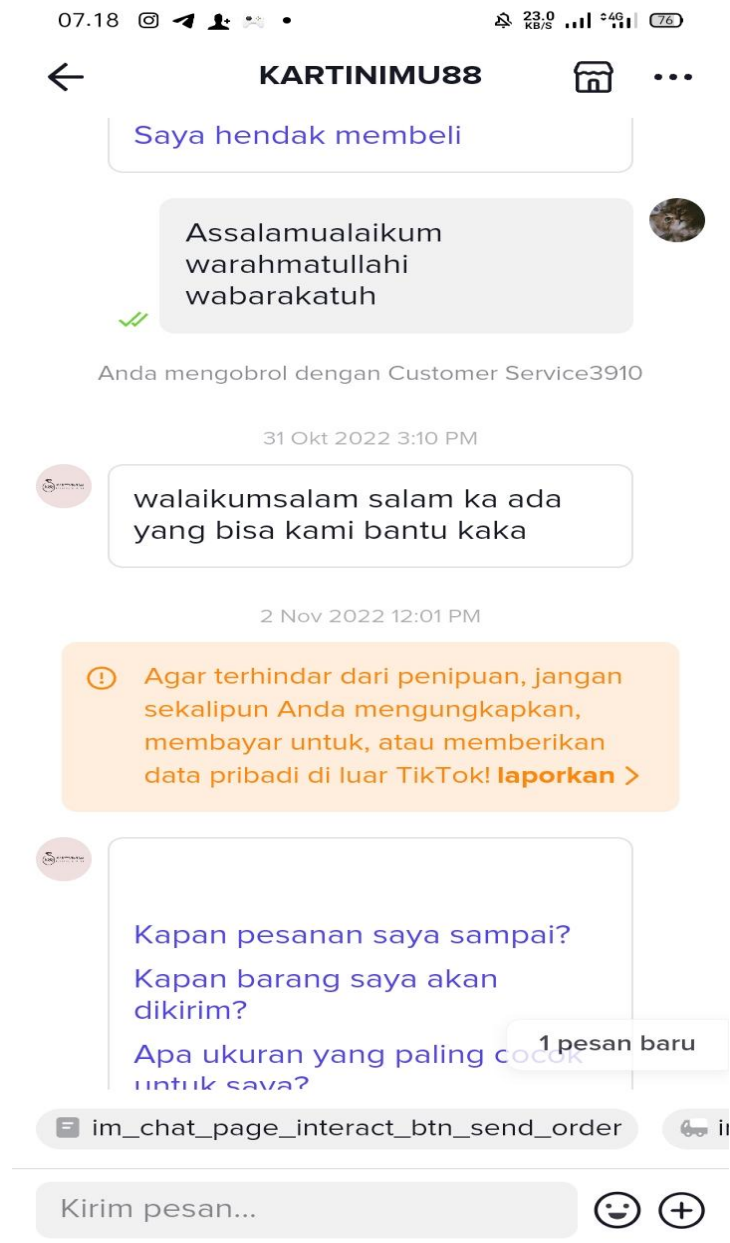 07.18
23.0
KB/S
4G
76
KARTINIMU88
Saya hendak membeli
Assalamualaikum
warahmatullahi
wabarakatuh
Anda mengobrol dengan Customer Service3910
31 Okt 2022 3:10 PM
walaikumsalam salam ka ada
yang bisa kami bantu kaka
2 Nov 2022 12:01 PM
Agar terhindar dari penipuan, jangan
sekalipun Anda mengungkapkan,
membayar untuk, atau memberikan
data pribadi di luar TikTok! laporkan >
Kapan pesanan saya sampai?
Kapan barang saya akan
dikirim?
Apa ukuran yang paling cocok
1 pesan baru
untuk saya?
im_chat_page_interact_btn_send_order
Kirim pesan...